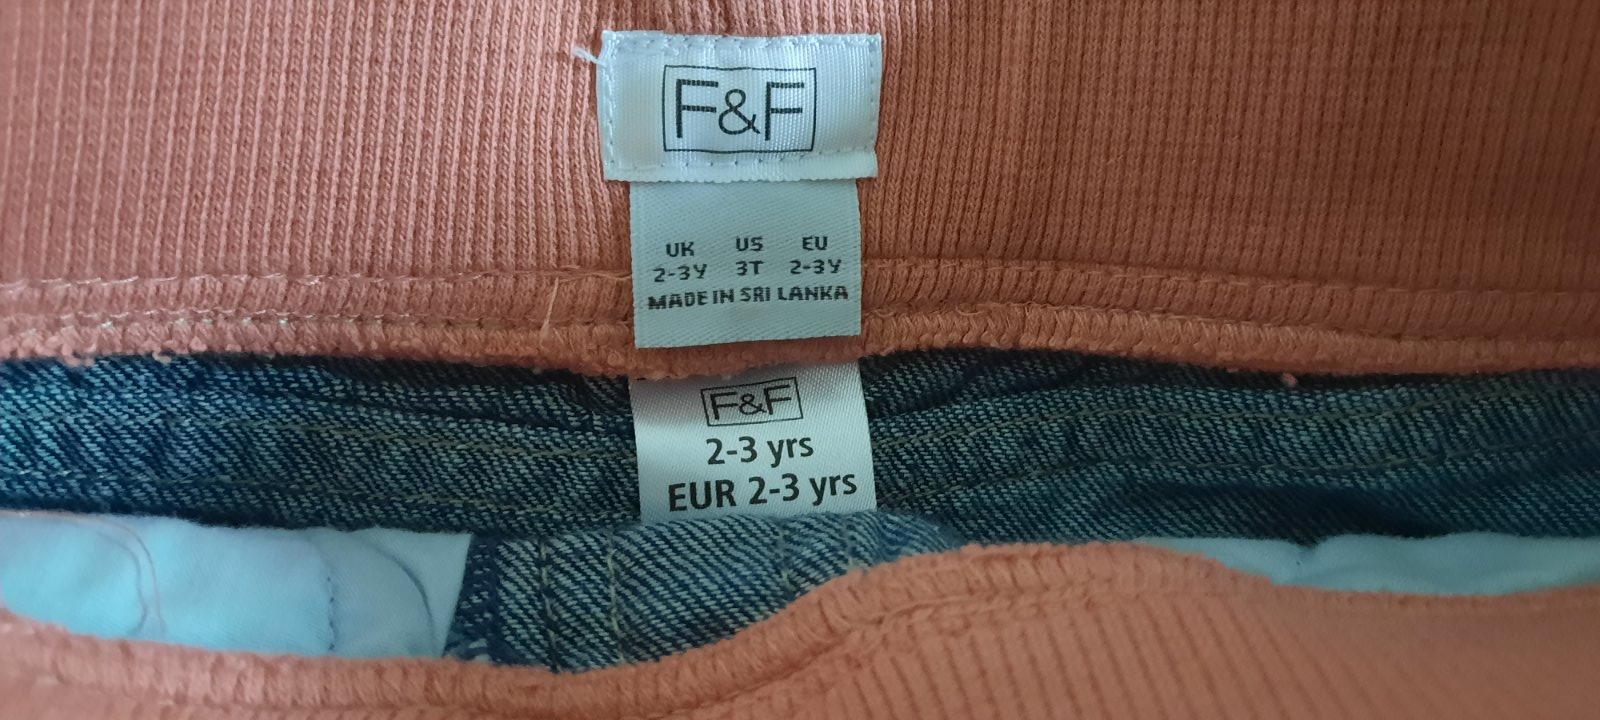 F&F
UK US EU
2-3Y 3T 2-3Y
MADE IN SRI LANKA
F&F
2-3 yrs
EUR 2-3 yrs